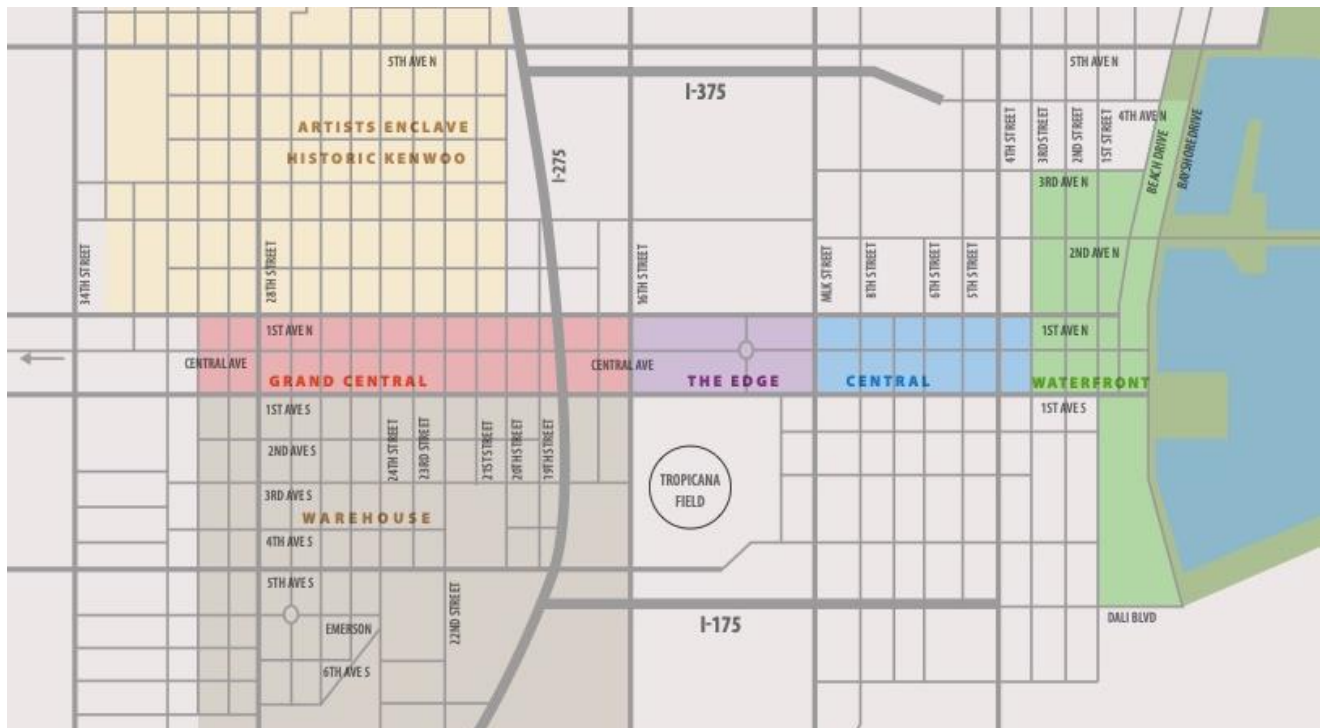 5TH AVE N
5TH AVE N
I-375
4TH AVE N
ARTISTS ENCLAVE
HISTORIC KENWOO
I-275
4TH STREET
3RD STREET
2ND STREET
1ST STREET
BEACH DRIVE
BAYSHORE DRIVE
3RD AVE N
34TH STREET
28TH STREET
16TH STREET
MLK STREET
8TH STREET
6TH STREET
5TH STREET
2ND AVE N
1ST AVE N
1ST AVE N
CENTRAL AVE
CENTRAL AVE
GRAND CENTRAL
THE EDGE
CENTRAL
WATERFRONT
1ST AVE S
1ST AVE S
2ND AVE S
24TH STREET
23RD STREET
21ST STREET
20TH STREET
19TH STREET
TROPICANA
FIELD
3RD AVE S
WAREHOUSE
4TH AVE S
5TH AVE S
22ND STREET
EMERSON
I-175
DALI BLVD
6TH AVE S